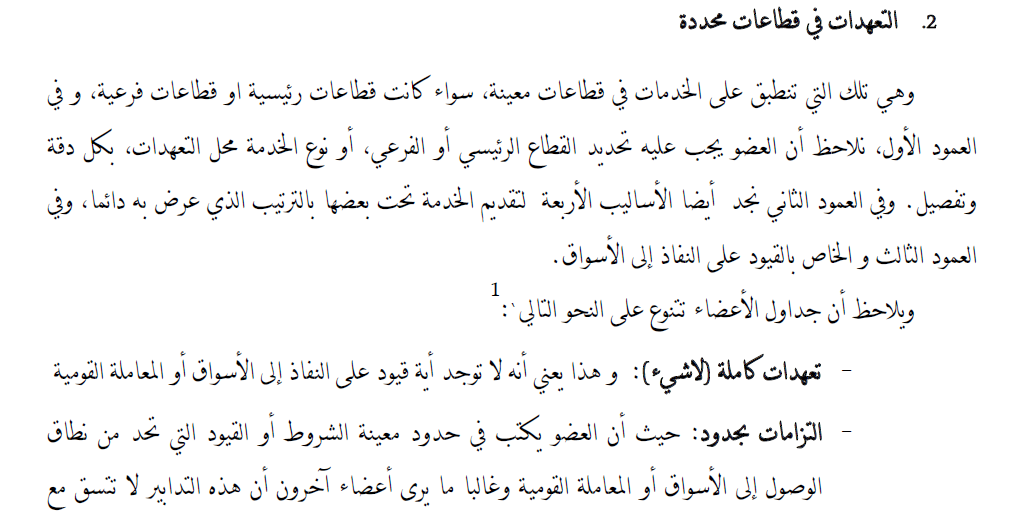 2. التعهدات في قطاعات محددة
وهي تلك التي تنطبق على الخدمات في قطاعات معينة، سواء كانت قطاعات رئيسية او قطاعات فرعية، و في
العمود الأول، نلاحظ أن العضو يجب عليه تحديد القطاع الرئيسي أو الفرعي، أو نوع الخدمة محل التعهدات، بكل دقة
وتفصيل. وفي العمود الثاني نجد أيضا الأساليب الأربعة لتقديم الخدمة تحت بعضها بالترتيب الذي عرض به دائما، وفي
العمود الثالث و الخاص بالقيود على النفاذ إلى الأسواق.
ويلاحظ أن جداول الأعضاء تتنوع على النحو التالي`:1
- تعهدات كاملة (لاشيء): و هذا يعني أنه لا توجد أية قيود على النفاذ إلى الأسواق أو المعاملة القومية
- التزامات بحدود: حيث أن العضو يكتب في حدود معينة الشروط أو القيود التي تحد من نطاق
الوصول إلى الأسواق أو المعاملة القومية وغالبا ما يرى أعضاء آخرون أن هذه التدابير لا تتسق مع